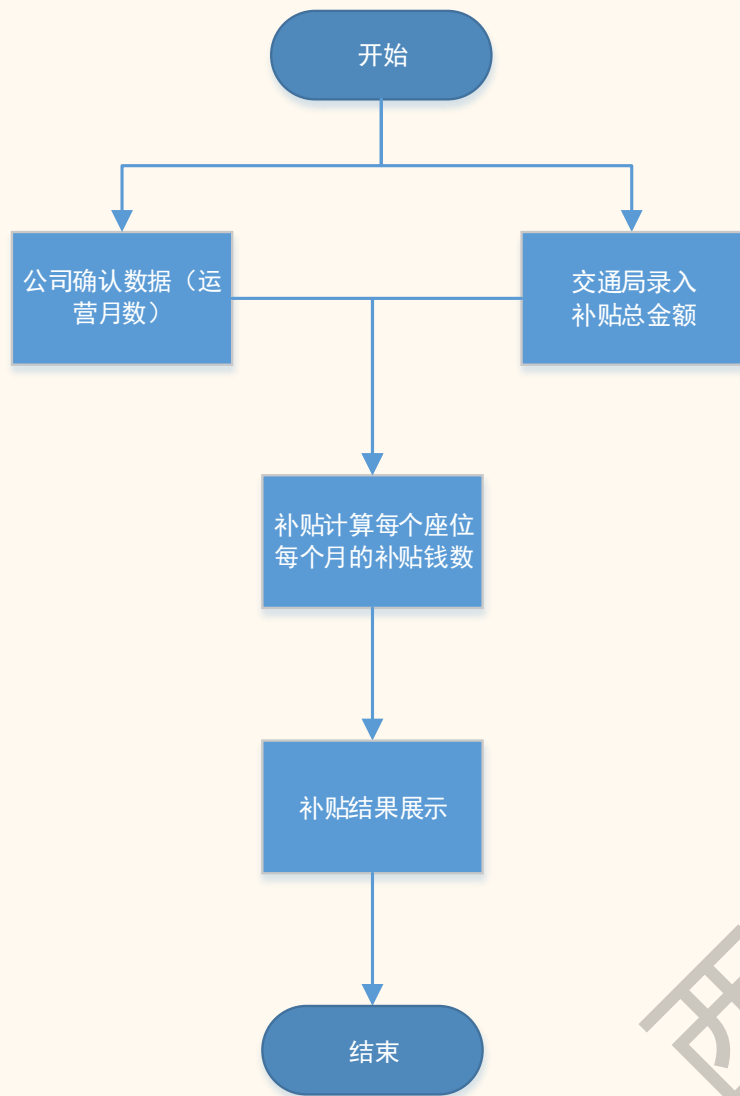 开始
公司确认数据（运
营月数）
交通局录入
补贴总金额
补贴计算每个座位
每个月的补贴钱数
补贴结果展示
结束